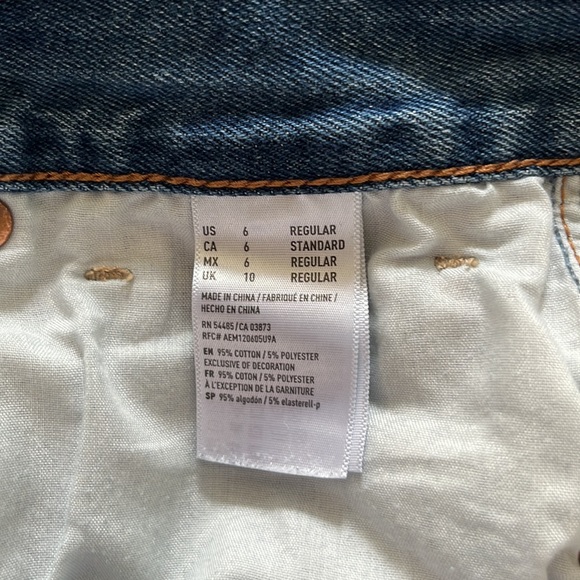 US 6 REGULAR
CA 6 STANDARD
MX 6 REGULAR
UK 10 REGULAR
MADE IN CHINA / FABRIQUÉ EN CHINE /
HECHO EN CHINA
RN 54485/CA 03873
RFC# AEM120605U9A
EN 95% COTTON / 5% POLYESTER
EXCLUSIVE OF DECORATION
FR 95% COTTON / 5% POLYESTER
À L'EXCEPTION DE LA GARNITURE
SP 95% algodón / 5% elasterell-p